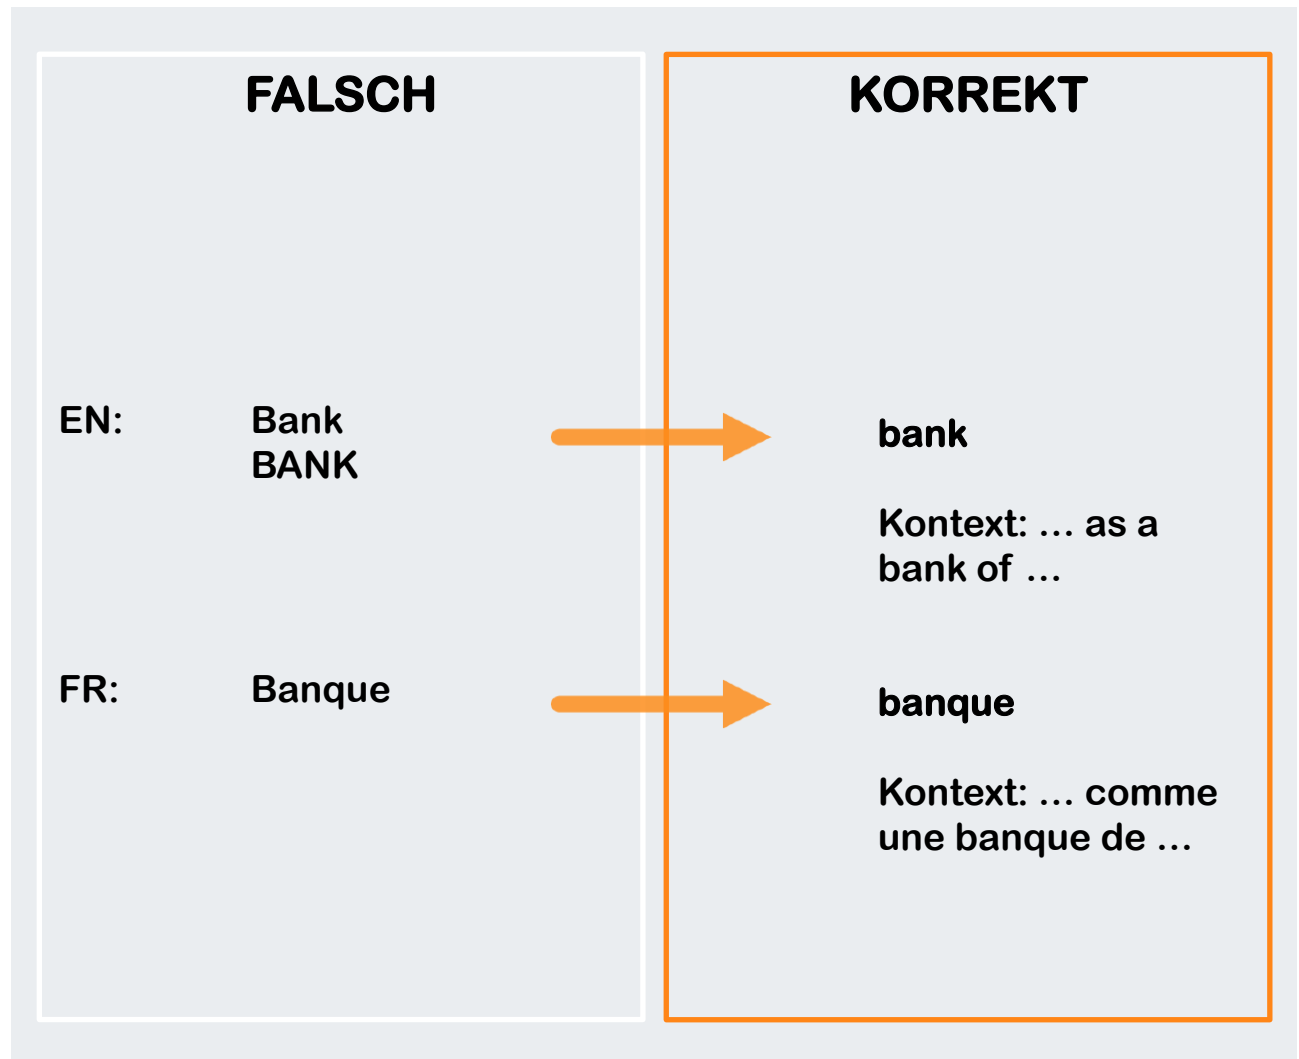 FALSCH
KORREKT
EN:
Bank
BANK
bank
Kontext: … as a
bank of …
FR:
Banque
banque
Kontext: … comme
une banque de …